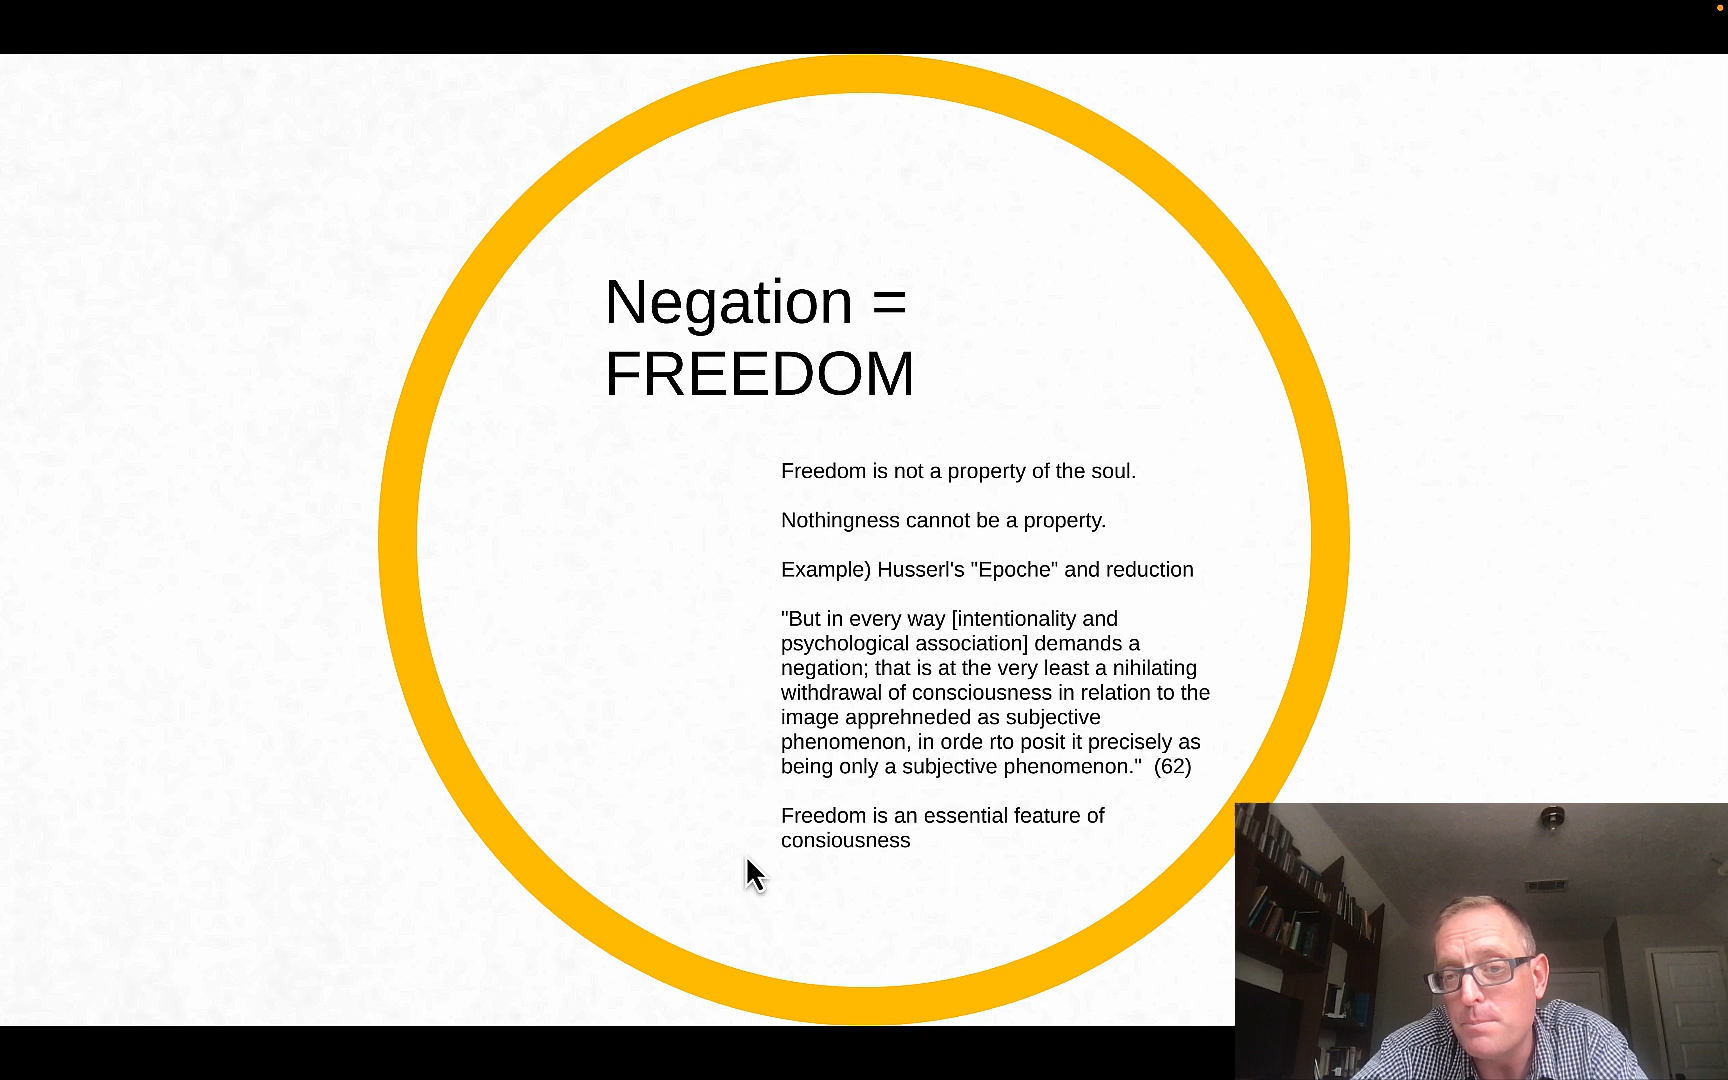 Negation =
FREEDOM
Freedom is not a property of the soul.
Nothingness cannot be a property.
Example) Husserl's "Epoche" and reduction
"But in every way [intentionality and
psychological association] demands a
negation; that is at the very least a nihilating
withdrawal of consciousness in relation to the
image apprehneded as subjective
phenomenon, in orde rto posit it precisely as
being only a subjective phenomenon."  (62)
Freedom is an essential feature of
consiousness